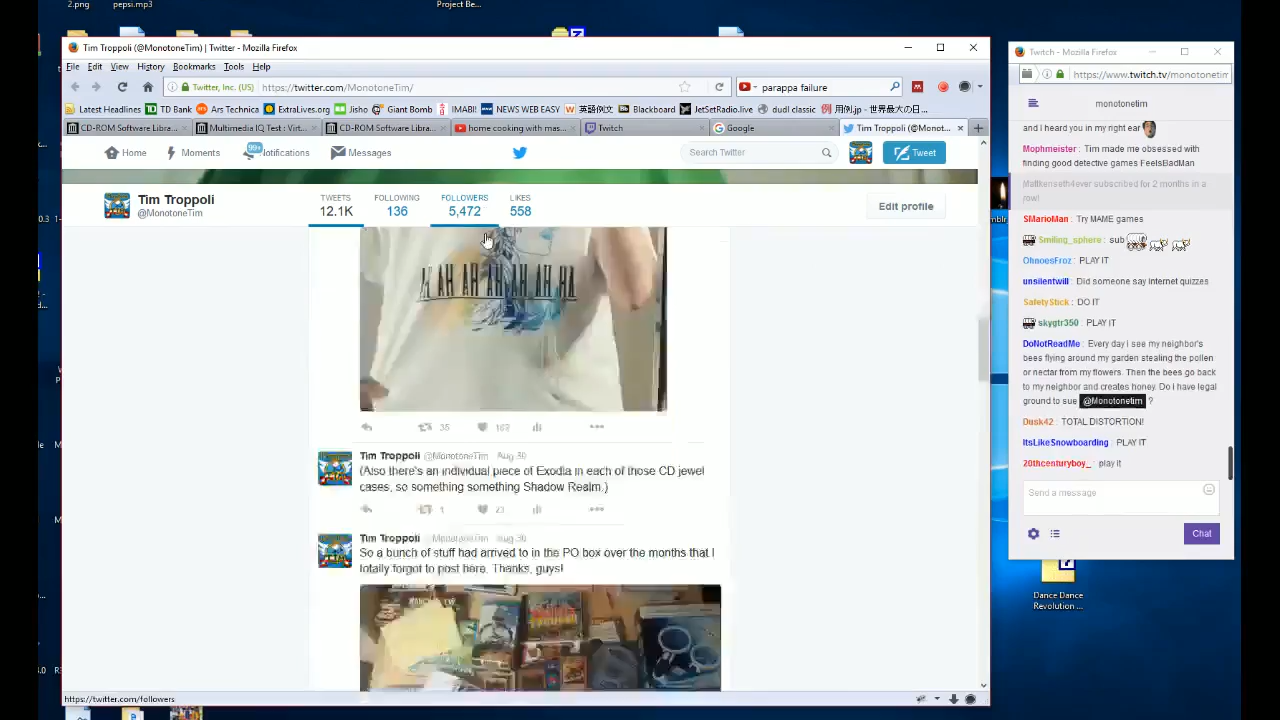 2.png
pepsi.mp3
Project Be...
Tim Troppoli (@MonotoneTim) | Twitter - Mozilla Firefox
File Edit View History Bookmarks Tools Help
Twitter, Inc. (US) https://twitter.com/MonotoneTim/
parappa failure
Latest Headlines TD Bank Ars Technica ExtraLives.org Jisho Giant Bomb IMABI! NEWS WEB EASY 英語例文 Blackboard JetSetRadio.live dudl classic 用例.jp - 世界最大の日...
CD-ROM Software Libra... Multimedia IQ Test : Virt... CD-ROM Software Libra... home cooking with mas... Twitch Google Tim Troppoli (@Monot...
Home Moments 99+ Notifications Messages Search Twitter Tweet
Tim Troppoli
@MonotoneTim
TWEETS FOLLOWING FOLLOWERS LIKES
12.1K 136 5,472 558
Edit profile
AH AH AH AH AH HA
35
(Also there's an individual piece of Exodia in each of those CD jewel
cases, so something something Shadow Realm.)
Tim Troppoli @MonotoneTim Aug 30
1 23
Tim Troppoli @MonotoneTim Aug 30
So a bunch of stuff had arrived to in the PO box over the months that I
totally forgot to post here. Thanks, guys!
https://twitter.com/followers
Twitch - Mozilla Firefox
https://www.twitch.tv/monotonetim
monotonetim
and I heard you in my right ear
Mophmeister: Tim made me obsessed with
finding good detective games FeelsBadMan
subscribed for 2 months in a
row!
SMarioMan: Try MAME games
Smiling_sphere: sub
OhnoesFroz: PLAY IT
unsilentwill: Did someone say internet quizzes
SafetyStick: DO IT
skygtr350: PLAY IT
DoNotReadMe: Every day I see my neighbor's
bees flying around my garden stealing the pollen
or nectar from my flowers. Then the bees go back
to my neighbor and creates honey. Do i have legal
ground to sue @Monotonetim ?
Dusk42: TOTAL DISTORTION!
ItsLikeSnowboarding: PLAY IT
20thcenturyboy_: play it
Send a message
Chat
Dance Dance
Revolution ...